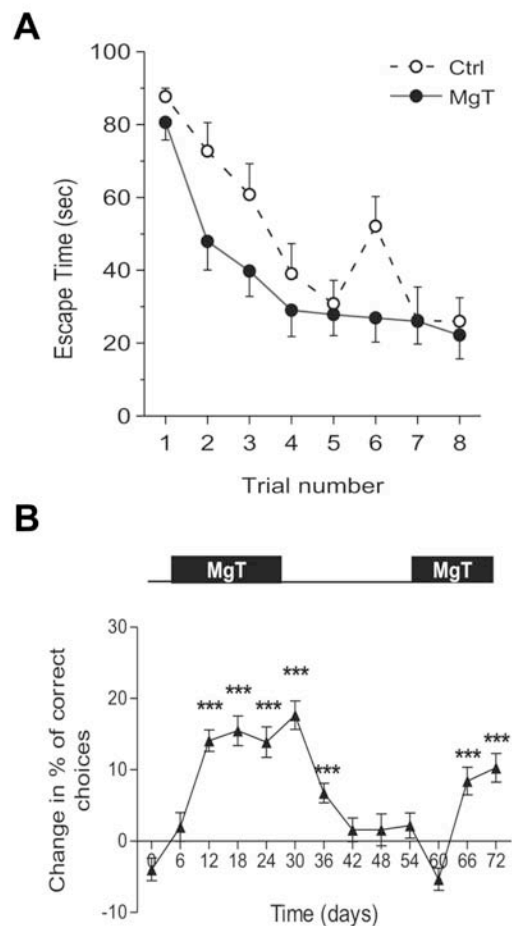 A
100
80
60
40
20
0
Escape Time (sec)
Ctrl
MgT
1 2 3 4 5 6 7 8
Trial number
B
MgT MgT
30
20
10
0
-10
Change in % of correct
choices
*** *** *** *** *** *** ***
0 6 12 18 24 30 36 42 48 54 60 66 72
Time (days)